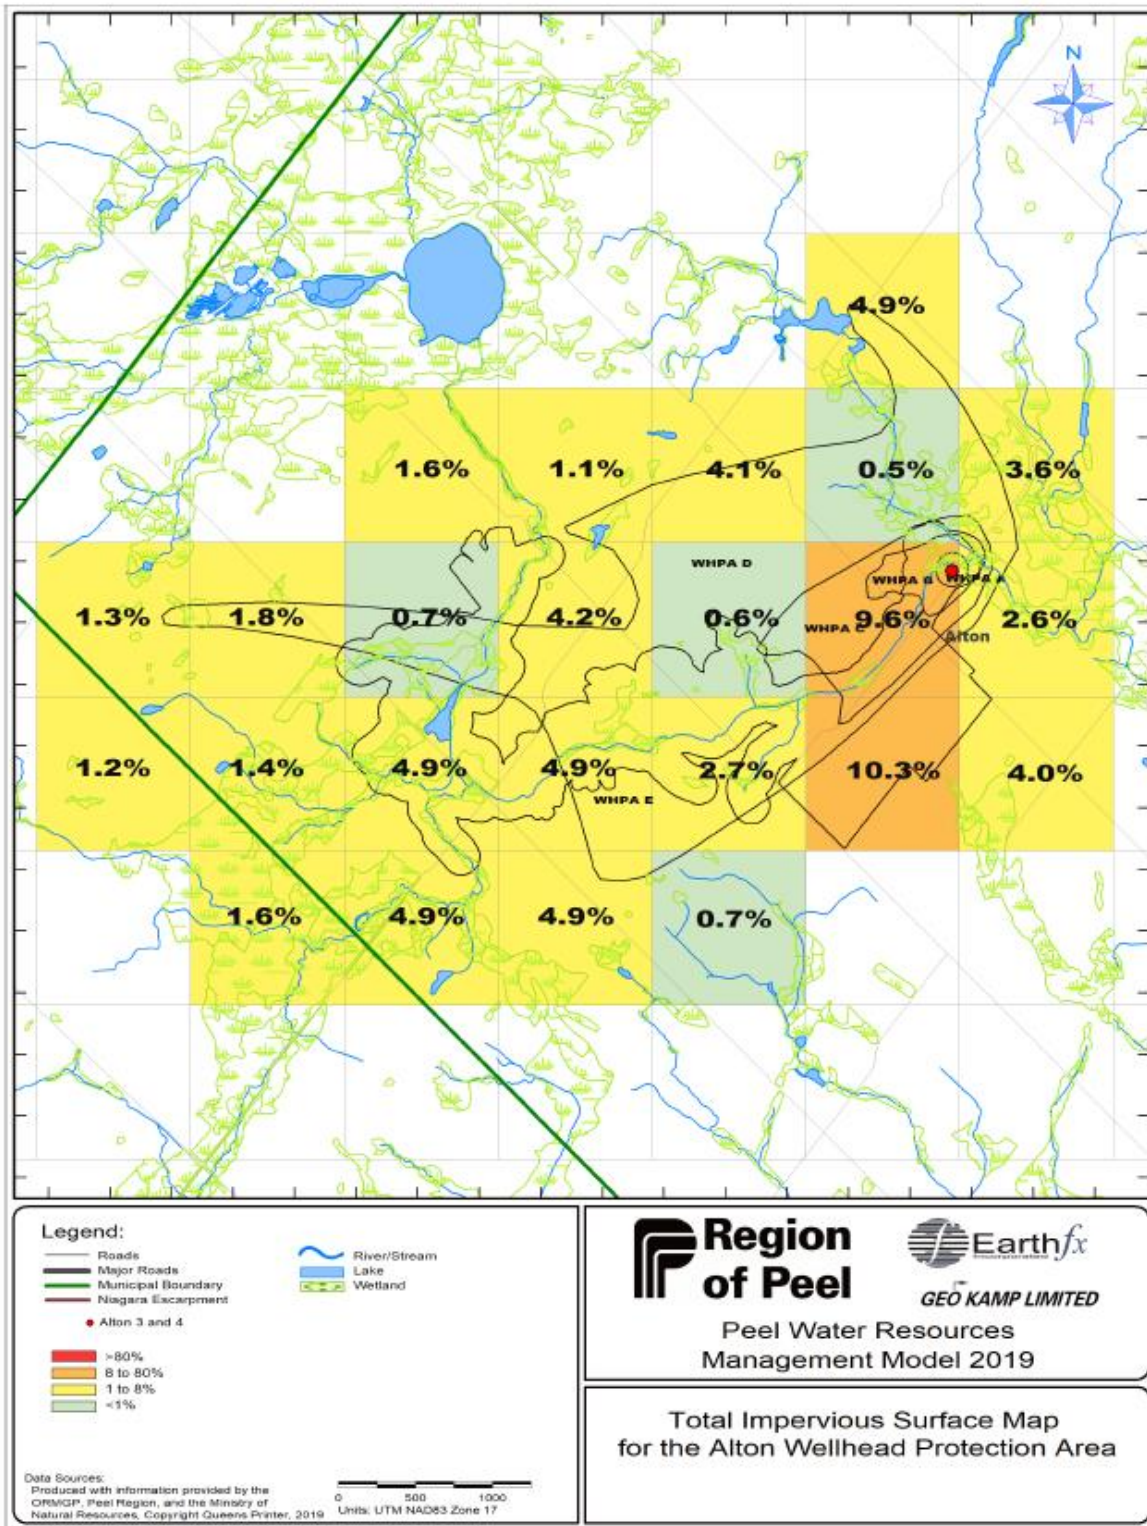 N
4.9%
1.6% 1.1% 4.1% 0.5% 3.6%
WHPA D
WHPA B WHPA A
1.3% 1.8% 0.7% 4.2% 0.6% 9.6% 2.6%
WHPA C
Alton
1.2% 1.4% 4.9% 4.9% 2.7% 10.3% 4.0%
WHPA E
1.6% 4.9% 4.9% 0.7%
Legend:
Roads
Major Roads
Municipal Boundary
Niagara Escarpment
Alton 3 and 4
River/Stream
Lake
Wetland
>80%
8 to 80%
1 to 8%
<1%
Data Sources:
Produced with information provided by the
ORMGP, Peel Region, and the Ministry of
Natural Resources, Copyright Queens Printer, 2019
0 500 1000
Units: UTM NAD83 Zone 17
Region
of Peel
Earthfx
GEO KAMP LIMITED
Peel Water Resources
Management Model 2019
Total Impervious Surface Map
for the Alton Wellhead Protection Area